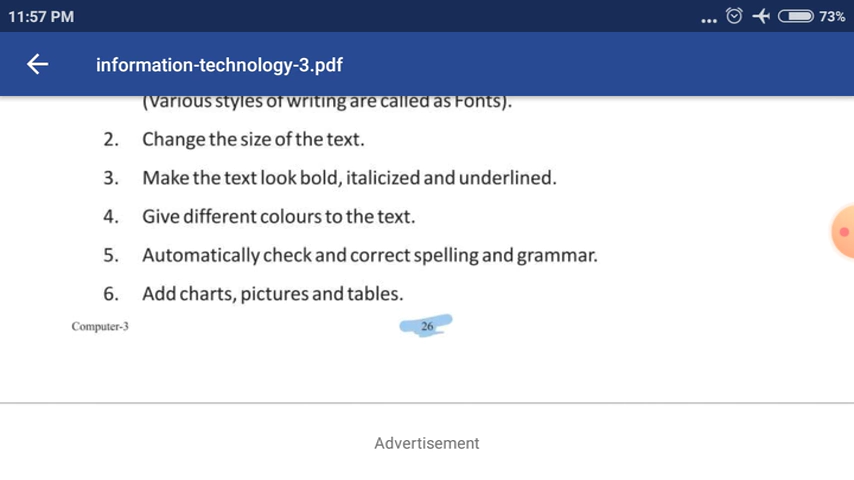 11:57 PM
73%
information-technology-3.pdf
(Various styles of writing are called as Fonts).
2. Change the size of the text.
3. Make the text look bold, italicized and underlined.
4. Give different colours to the text.
5. Automatically check and correct spelling and grammar.
6. Add charts, pictures and tables.
Computer-3
26
Advertisement